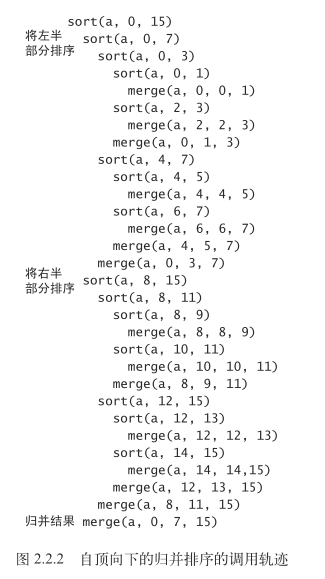 sort(a, 0, 15)
将左半
部分排序
sort(a, 0, 7)
sort(a, 0, 3)
sort(a, 0, 1)
merge(a, 0, 0, 1)
sort(a, 2, 3)
merge(a, 2, 2, 3)
merge(a, 0, 1, 3)
sort(a, 4, 7)
sort(a, 4, 5)
merge(a, 4, 4, 5)
sort(a, 6, 7)
merge(a, 6, 6, 7)
merge(a, 4, 5, 7)
merge(a, 0, 3, 7)
将右半
部分排序
sort(a, 8, 15)
sort(a, 8, 11)
sort(a, 8, 9)
merge(a, 8, 8, 9)
sort(a, 10, 11)
merge(a, 10, 10, 11)
merge(a, 8, 9, 11)
sort(a, 12, 15)
sort(a, 12, 13)
merge(a, 12, 12, 13)
sort(a, 14, 15)
merge(a, 14, 14,15)
merge(a, 12, 13, 15)
merge(a, 8, 11, 15)
归并结果 merge(a, 0, 7, 15)
图 2.2.2 自顶向下的归并排序的调用轨迹